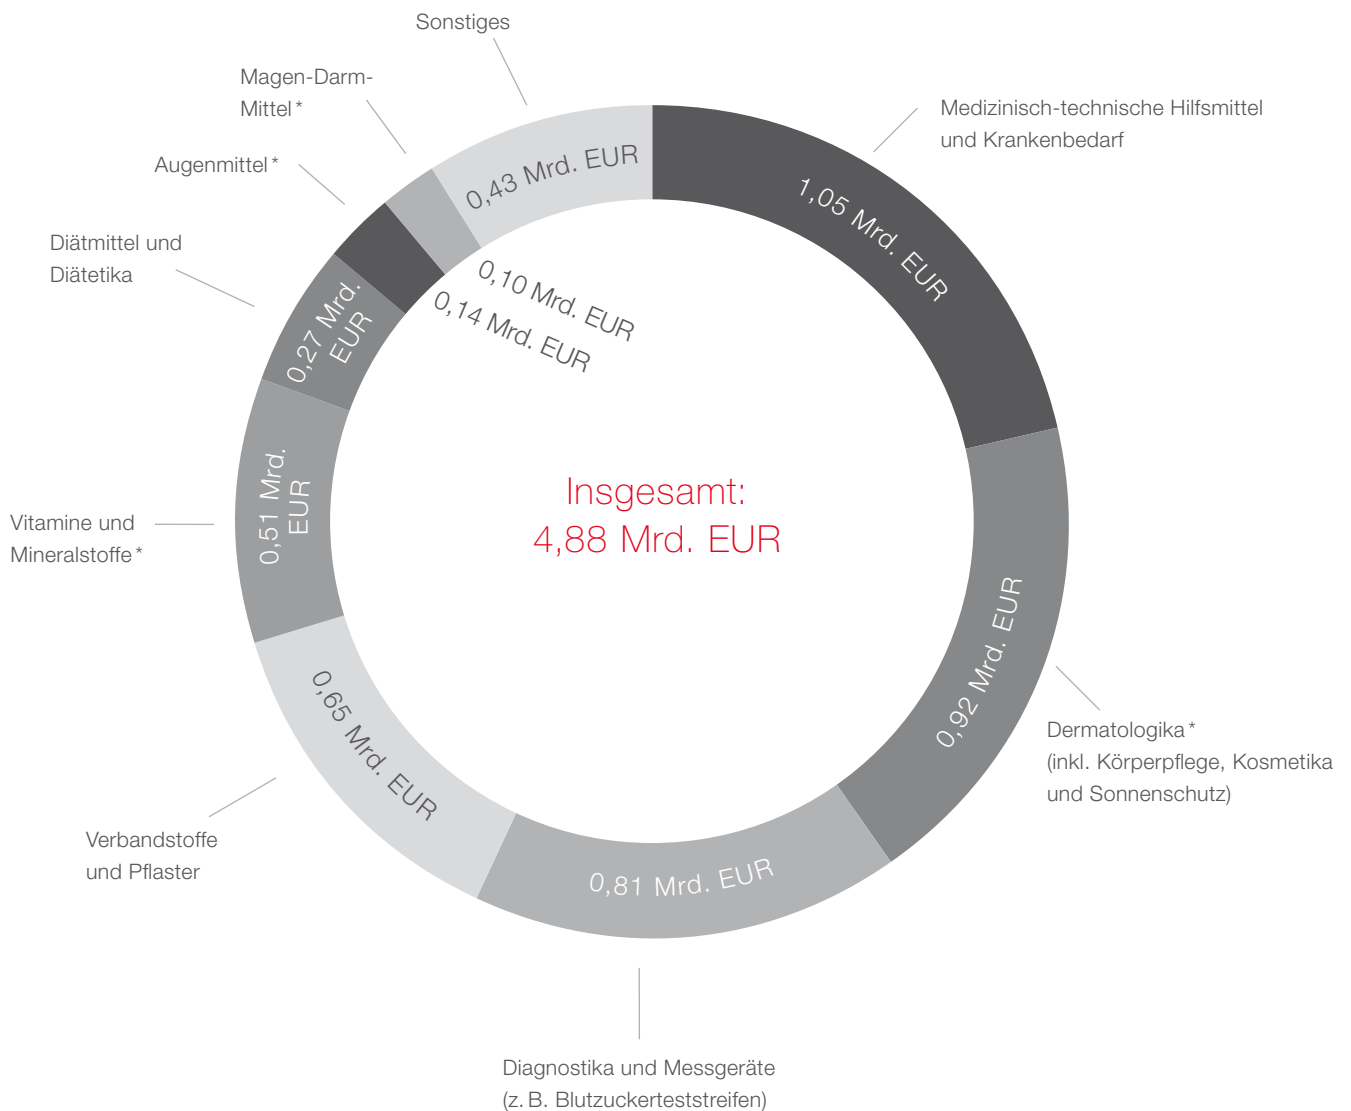 Sonstiges
Magen-Darm-
Mittel *
Augenmittel *
Diätmittel und
Diätetika
Vitamine und
Mineralstoffe *
Verbandstoffe
und Pflaster
Diagnostika und Messgeräte
(z. B. Blutzuckerteststreifen)
Dermatologika *
(inkl. Körperpflege, Kosmetika
und Sonnenschutz)
Medizinisch-technische Hilfsmittel
und Krankenbedarf
1,05 Mrd. EUR
0,92 Mrd. EUR
0,81 Mrd. EUR
0,65 Mrd. EUR
0,51 Mrd.
EUR
0,27 Mrd.
EUR
0,14 Mrd. EUR
0,10 Mrd. EUR
0,43 Mrd. EUR
Insgesamt:
4,88 Mrd. EUR